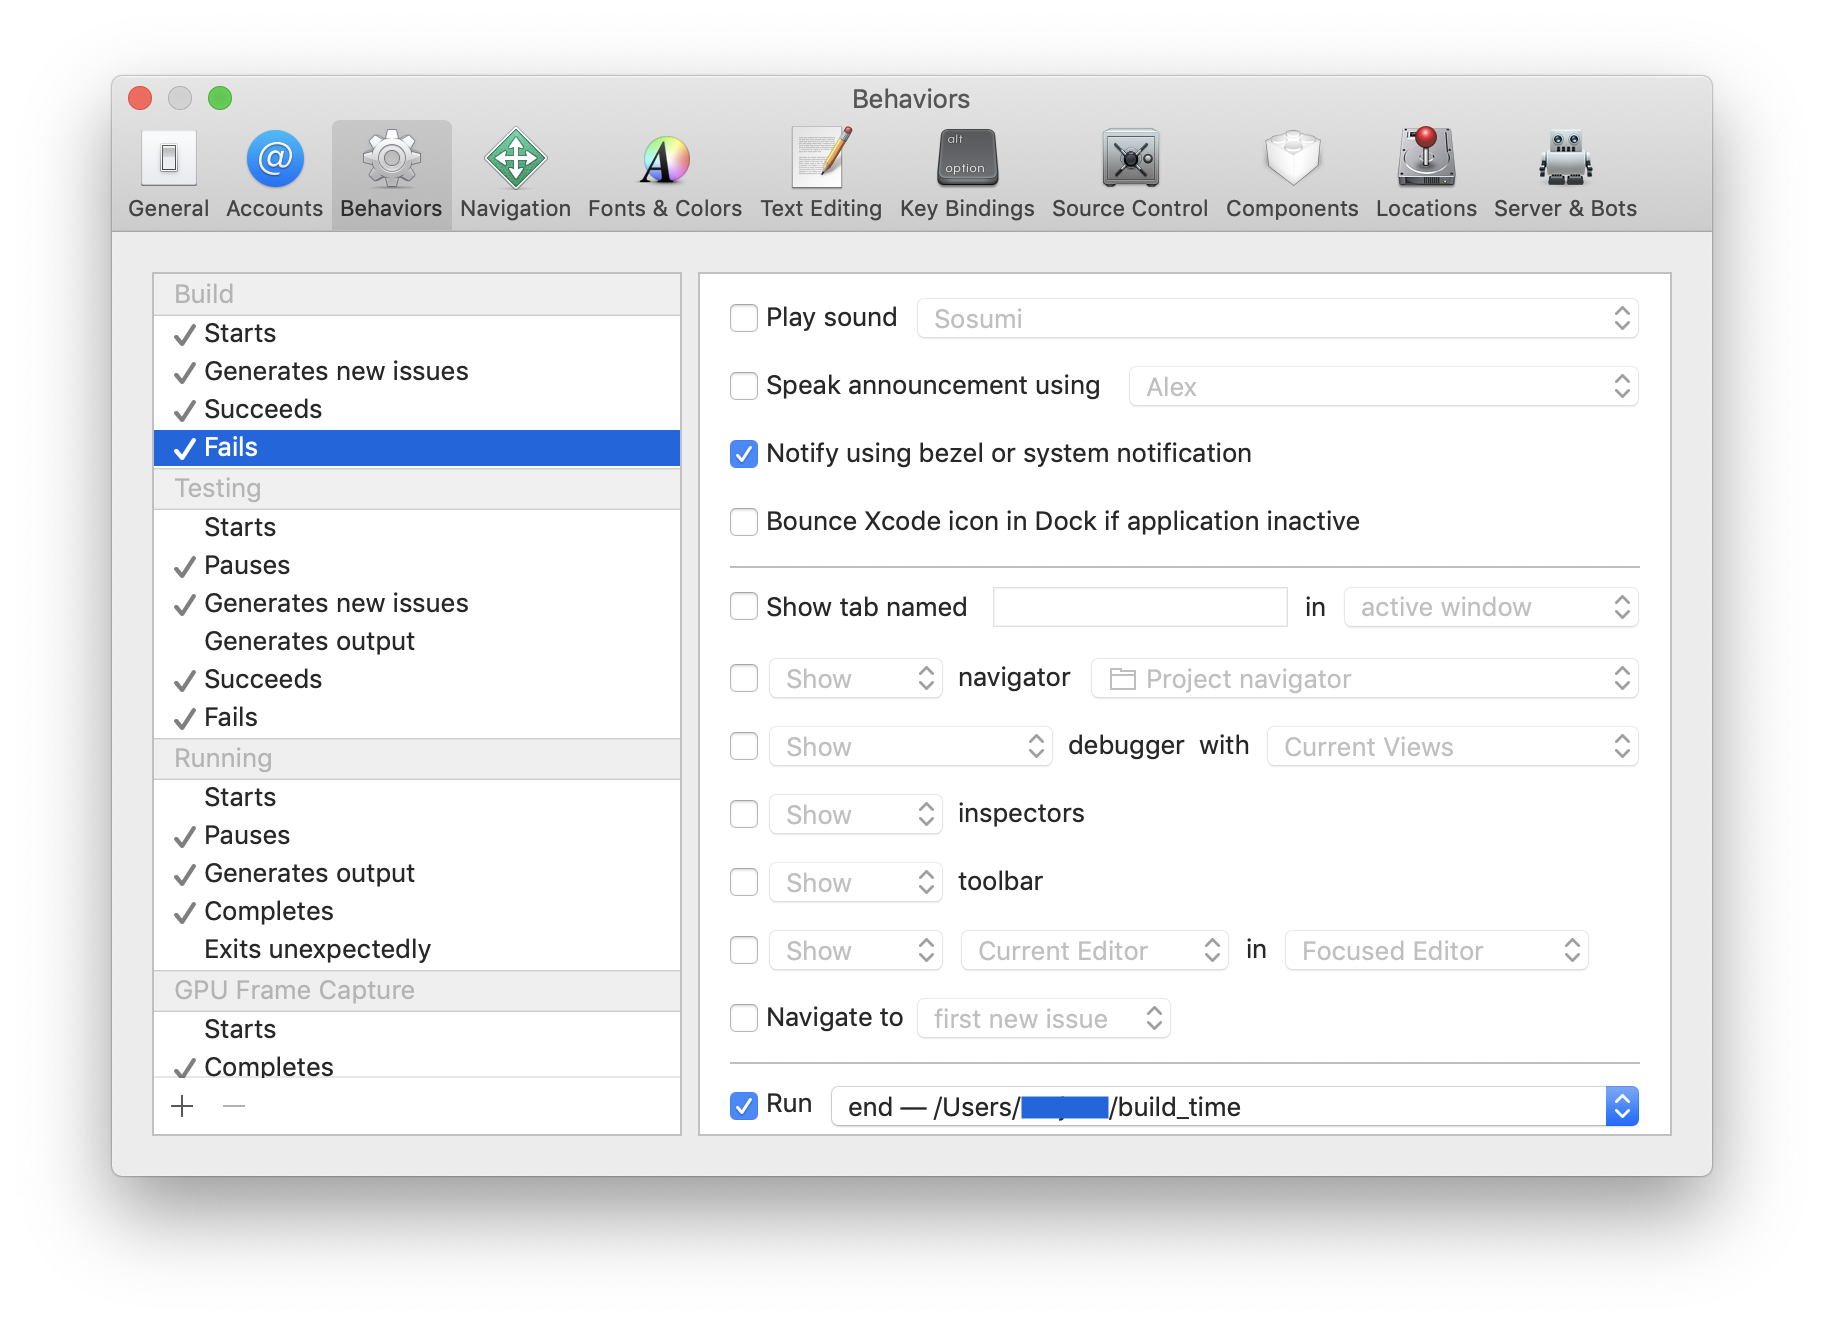 Behaviors
General Accounts Behaviors Navigation Fonts & Colors Text Editing Key Bindings Source Control Components Locations Server & Bots
alt
option
Build
Starts
Generates new issues
Succeeds
Fails
Testing
Starts
Pauses
Generates new issues
Generates output
Succeeds
Fails
Running
Starts
Pauses
Generates output
Completes
Exits unexpectedly
GPU Frame Capture
Starts
Completes
Play sound Sosumi
Speak announcement using Alex
Notify using bezel or system notification
Bounce Xcode icon in Dock if application inactive
Show tab named in active window
Show navigator Project navigator
Show debugger with Current Views
Show inspectors
Show toolbar
Show Current Editor in Focused Editor
Navigate to first new issue
Run end — /Users/ /build_time